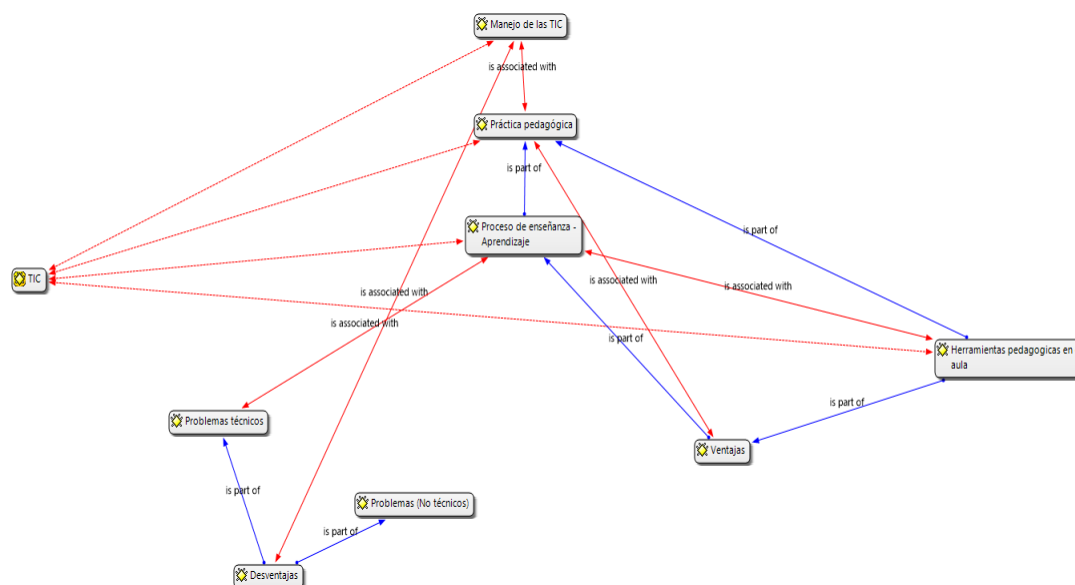 Manejo de las TIC
is associated with
Práctica pedagógica
is part of
Proceso de enseñanza -
Aprendizaje
is part of
TIC
is associated with
is associated with
is associated with
is associated with
is part of
Herramientas pedagogicas en
aula
is part of
Problemas técnicos
Ventajas
is part of
Problemas (No técnicos)
is part of
Desventajas